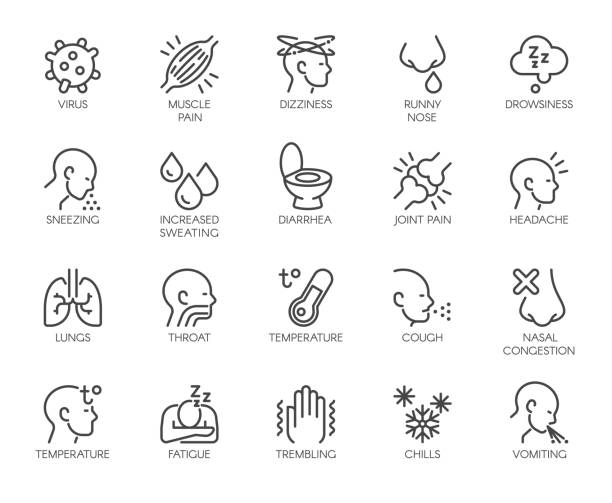 VIRUS
MUSCLE
PAIN
DIZZINESS
RUNNY
NOSE
Z Z
Z Z
DROWSINESS
SNEEZING
INCREASED
SWEATING
DIARRHEA
JOINT PAIN
HEADACHE
LUNGS
THROAT
t°
TEMPERATURE
COUGH
NASAL
CONGESTION
t°
TEMPERATURE
Z Z
Z
FATIGUE
TREMBLING
CHILLS
VOMITING